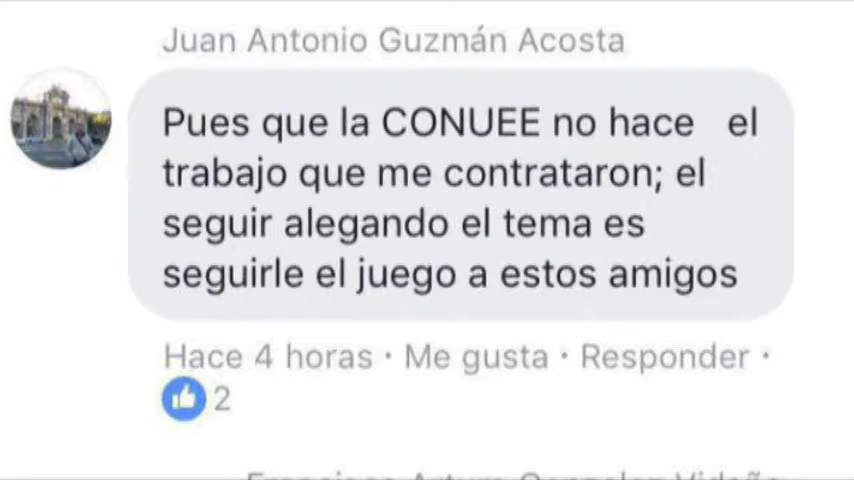 Juan Antonio Guzmán Acosta
Pues que la CONUEE no hace el
trabajo que me contrataron; el
seguir alegando el tema es
seguirle el juego a estos amigos
Hace 4 horas · Me gusta · Responder ·
2